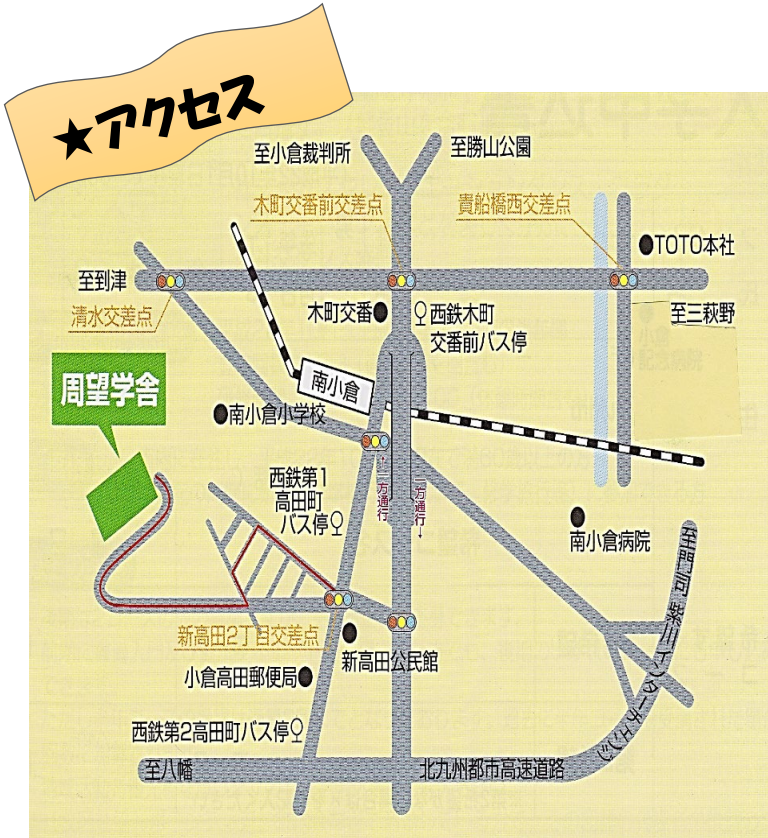 ★アクセス
至小倉裁判所
至勝山公園
木町交番前交差点
貴船橋西交差点
TOTO本社
至到津
清水交差点
木町交番
西鉄木町
交番前バス停
至三萩野
周望学舎
南小倉
南小倉小学校
西鉄第1
高田町
バス停
一方通行
一方通行
南小倉病院
至門司
紫川インターチェンジ
新高田2丁目交差点
新高田公民館
小倉高田郵便局
西鉄第2高田町バス停
至八幡
北九州都市高速道路